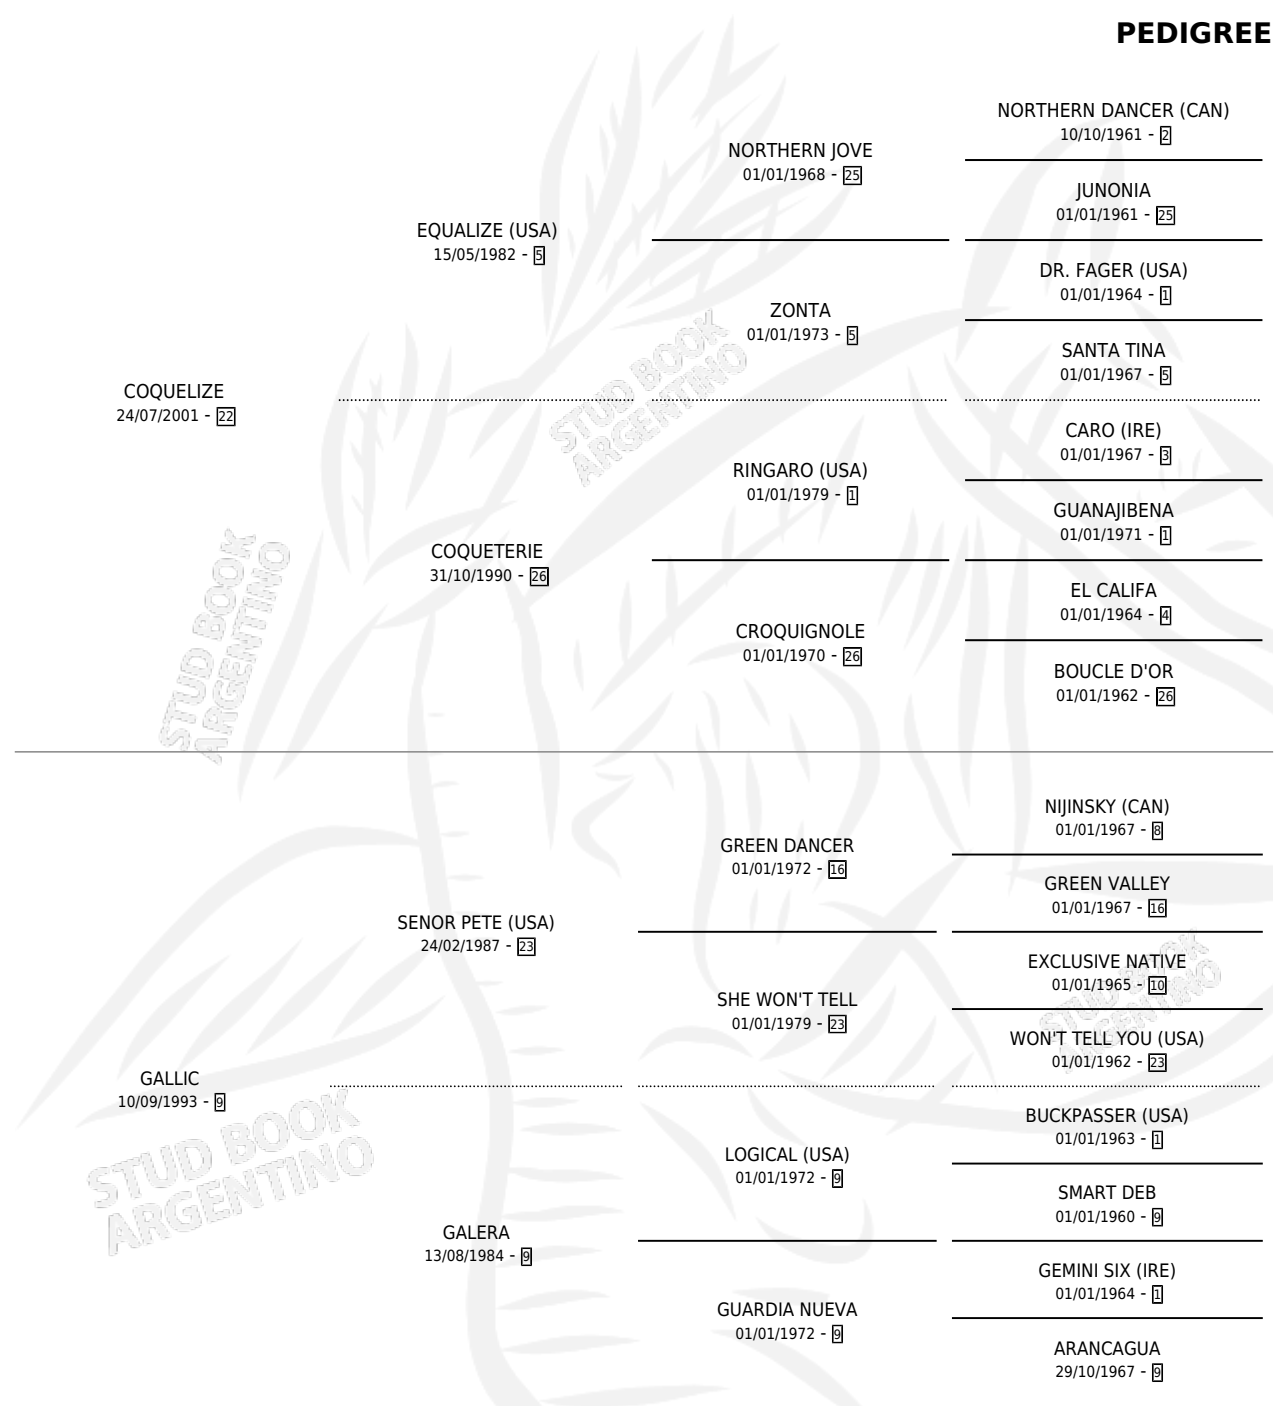 PEDIGREE
NORTHERN DANCER (CAN)
10/10/1961 - 2
NORTHERN JOVE
01/01/1968 - 25
JUNONIA
01/01/1961 - 25
EQUALIZE (USA)
15/05/1982 - 5
DR. FAGER (USA)
01/01/1964 - 1
ZONTA
01/01/1973 - 5
SANTA TINA
01/01/1967 - 5
COQUELIZE
24/07/2001 - 22
CARO (IRE)
01/01/1967 - 3
RINGARO (USA)
01/01/1979 - 1
GUANAJIBENA
01/01/1971 - 1
COQUETERIE
31/10/1990 - 26
EL CALIFA
01/01/1964 - 4
CROQUIGNOLE
01/01/1970 - 26
BOUCLE D'OR
01/01/1962 - 26
NIJINSKY (CAN)
01/01/1967 - 8
GREEN DANCER
01/01/1972 - 16
GREEN VALLEY
01/01/1967 - 16
SENOR PETE (USA)
24/02/1987 - 23
EXCLUSIVE NATIVE
01/01/1965 - 10
SHE WON'T TELL
01/01/1979 - 23
WON'T TELL YOU (USA)
01/01/1962 - 23
GALLIC
10/09/1993 - 9
BUCKPASSER (USA)
01/01/1963 - 1
LOGICAL (USA)
01/01/1972 - 9
SMART DEB
01/01/1960 - 9
GALERA
13/08/1984 - 9
GEMINI SIX (IRE)
01/01/1964 - 1
GUARDIA NUEVA
01/01/1972 - 9
ARANCAGUA
29/10/1967 - 9
STUD BOOK
ARGENTINO
STUD BOOK
ARGENTINO
STUD BOOK
ARGENTINO
STUD BOOK
ARGENTINO